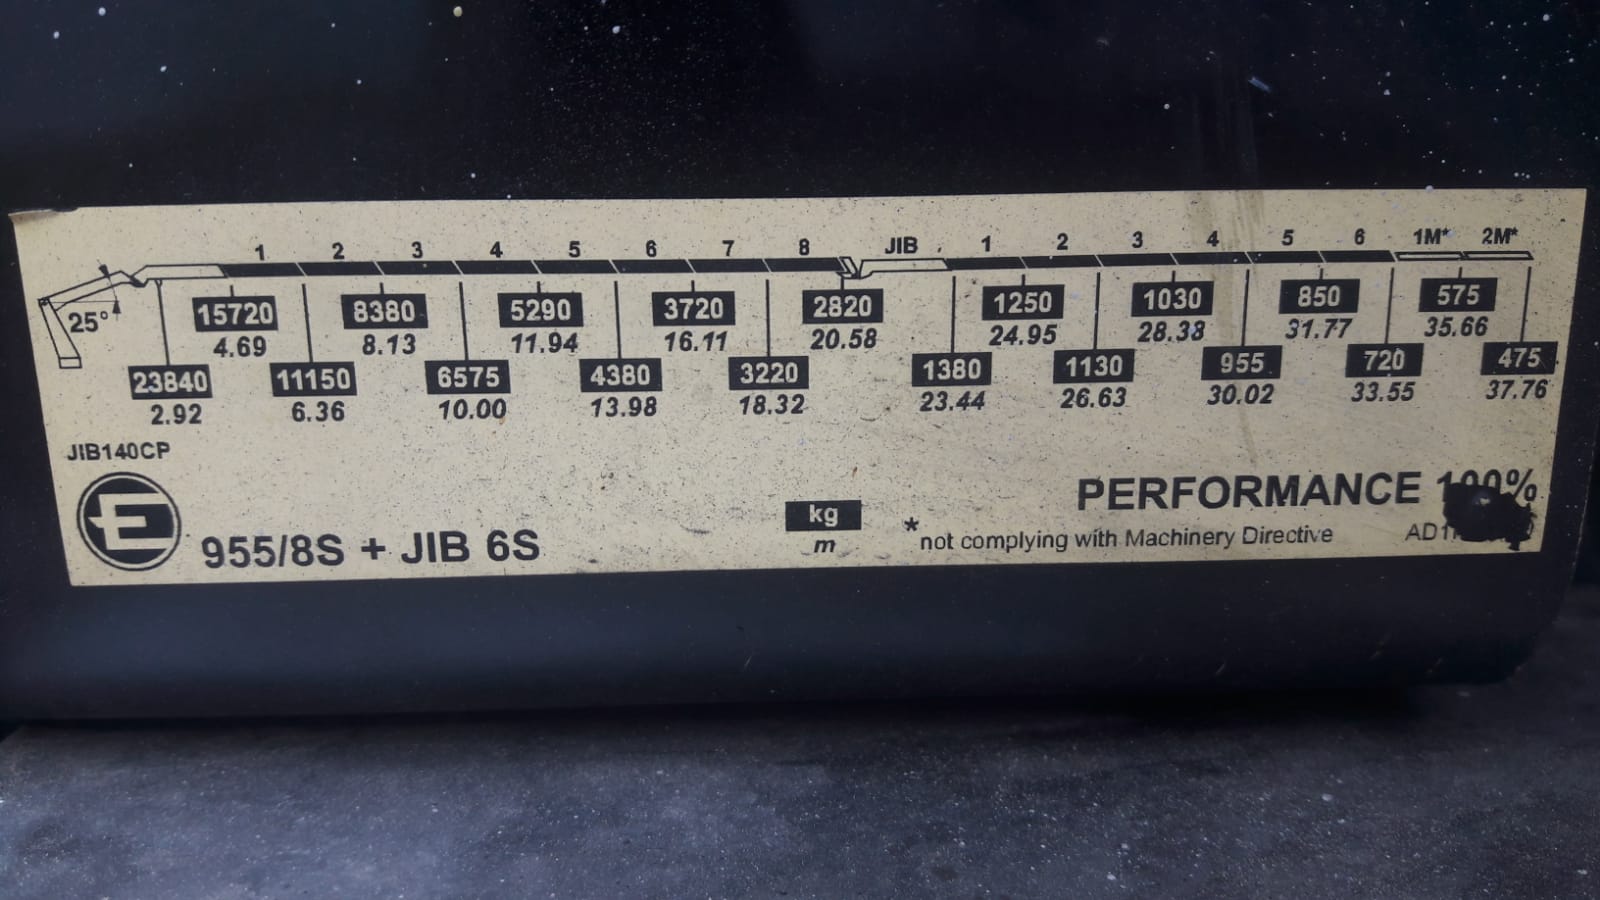 1 2 3 4 5 6 7 8 JIB 1 2 3 4 5 6 1M* 2M*
25°
15720 8380 5290 3720 2820 1250 1030 850 575
4.69 8.13 11.94 16.11 20.58 24.95 28.38 31.77 35.66
23840 11150 6575 4380 3220 1380 1130 955 720 475
2.92 6.36 10.00 13.98 18.32 23.44 26.63 30.02 33.55 37.76
JIB140CP
E
955/8S + JIB 6S
kg
m
PERFORMANCE 100%
* not complying with Machinery Directive